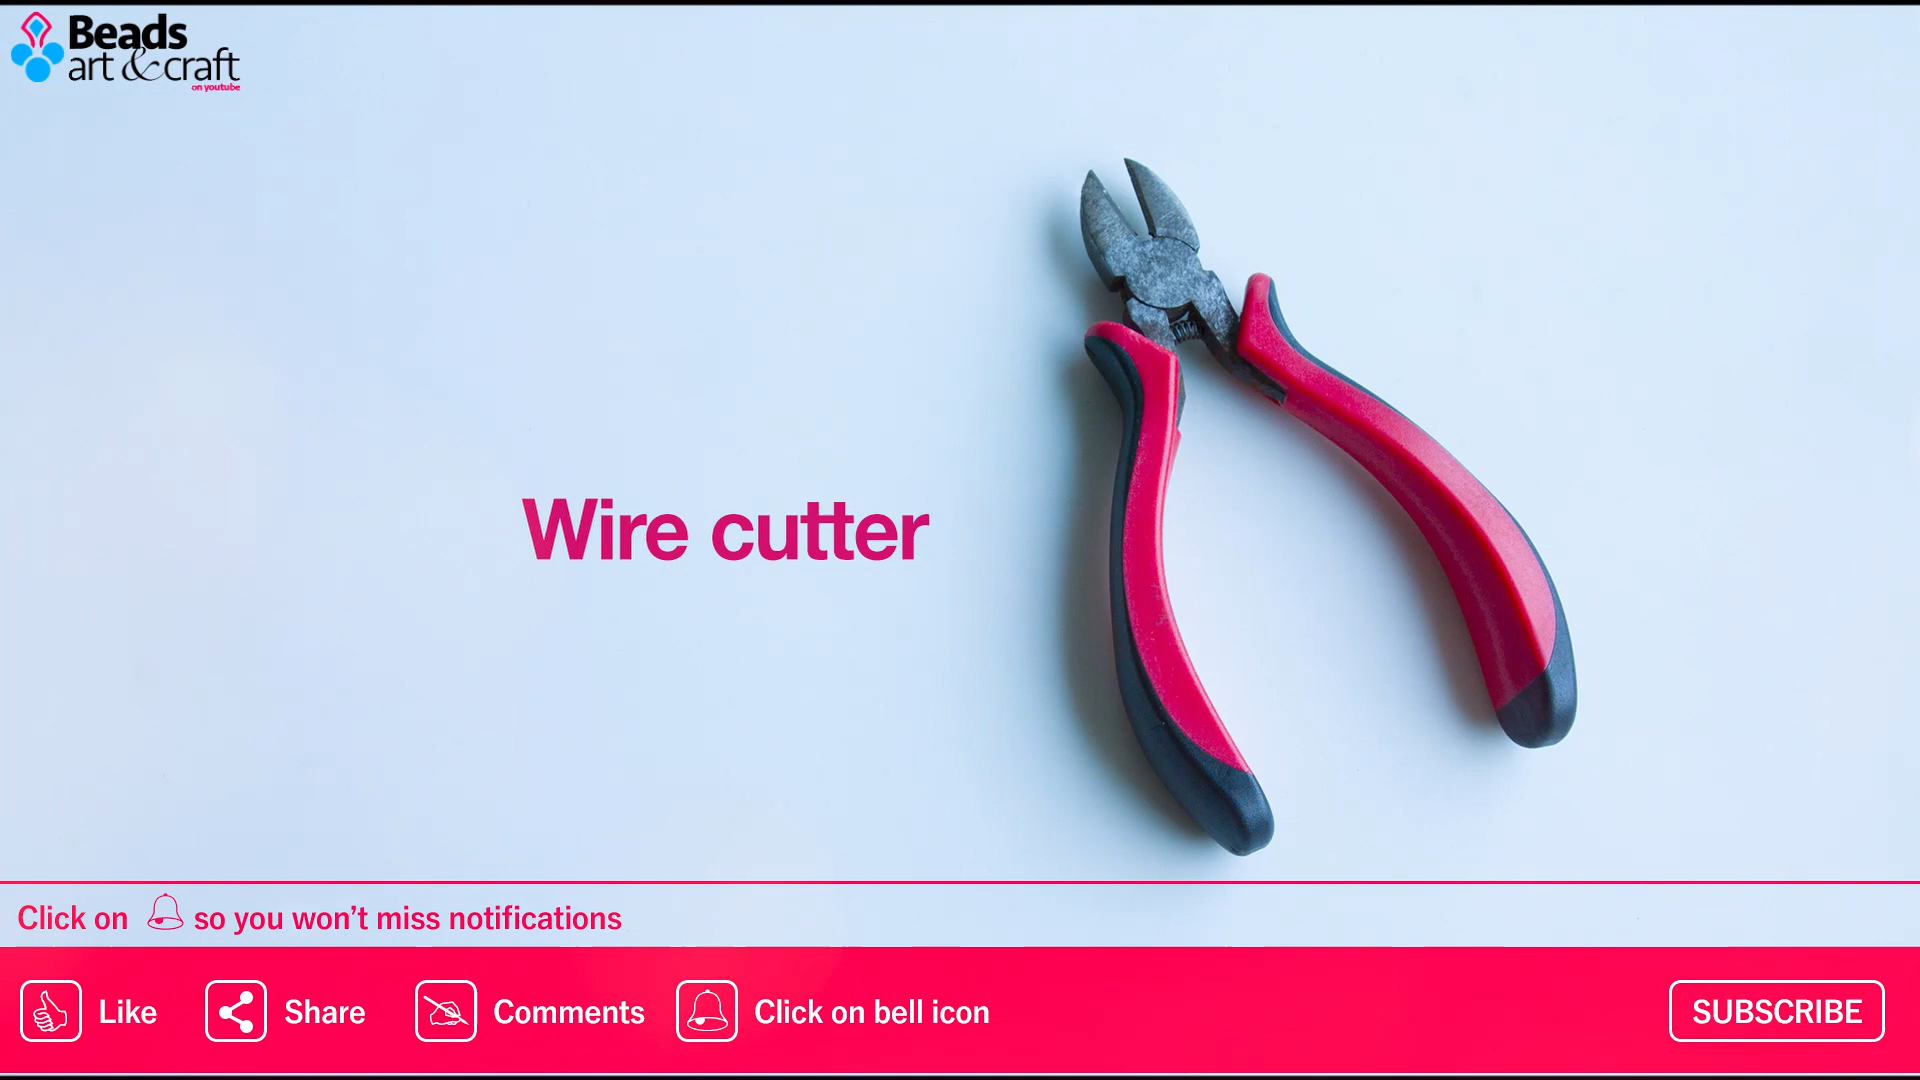 Beads
art & craft
on youtube
Wire cutter
Click on so you won't miss notifications
Like Share Comments Click on bell icon SUBSCRIBE